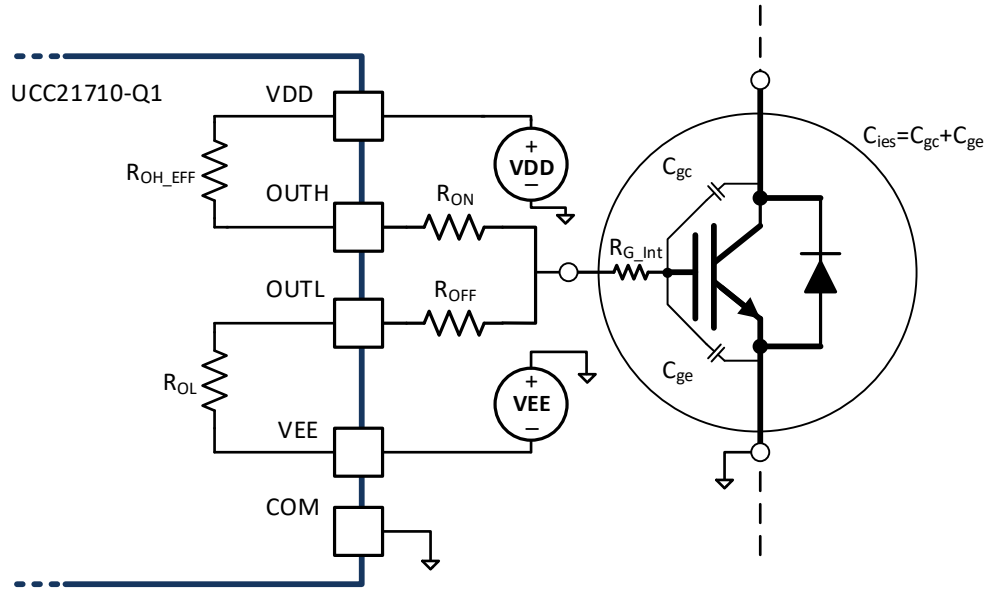 UCC21710-Q1
VDD
R_OH_EFF
OUTH
R_ON
+
VDD
−
C_gc
C_ies=C_gc+C_ge
R_G_Int
OUTL
R_OFF
R_OL
+
VEE
−
C_ge
VEE
COM